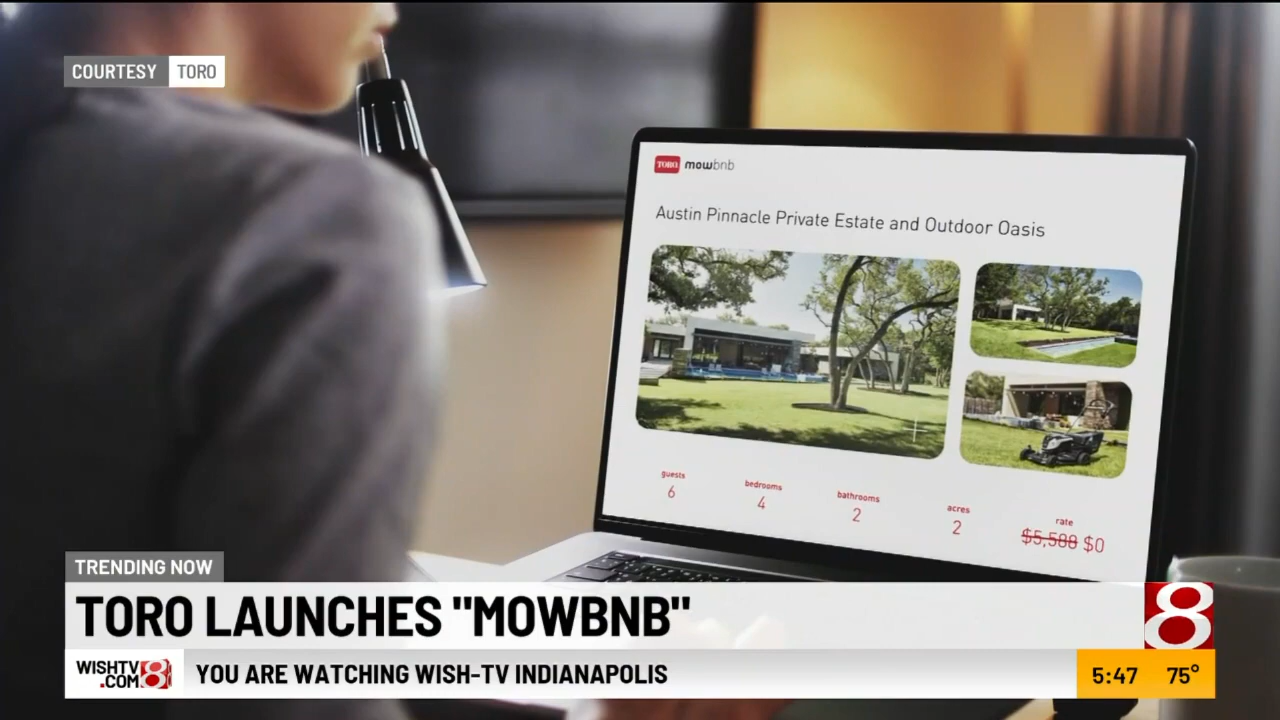 COURTESY TORO
TORO mowbnb
Austin Pinnacle Private Estate and Outdoor Oasis
guests bedrooms bathrooms acres rate
6 4 2 2 $5,588 $0
TRENDING NOW
TORO LAUNCHES "MOWBNB"
8
WISHTV.COM 8 YOU ARE WATCHING WISH-TV INDIANAPOLIS
5:47 75°